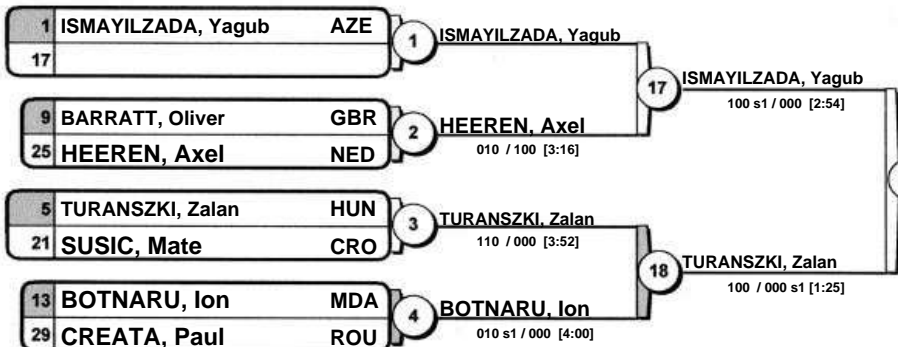 1 ISMAYILZADA, Yagub AZE
17
1
ISMAYILZADA, Yagub
9 BARRATT, Oliver GBR
25 HEEREN, Axel NED
2
HEEREN, Axel
010 / 100 [3:16]
17
ISMAYILZADA, Yagub
100 s1 / 000 [2:54]
5 TURANSZKI, Zalan HUN
21 SUSIC, Mate CRO
3
TURANSZKI, Zalan
110 / 000 [3:52]
13 BOTNARU, Ion MDA
29 CREATA, Paul ROU
4
BOTNARU, Ion
010 s1 / 000 [4:00]
18
TURANSZKI, Zalan
100 / 000 s1 [1:25]